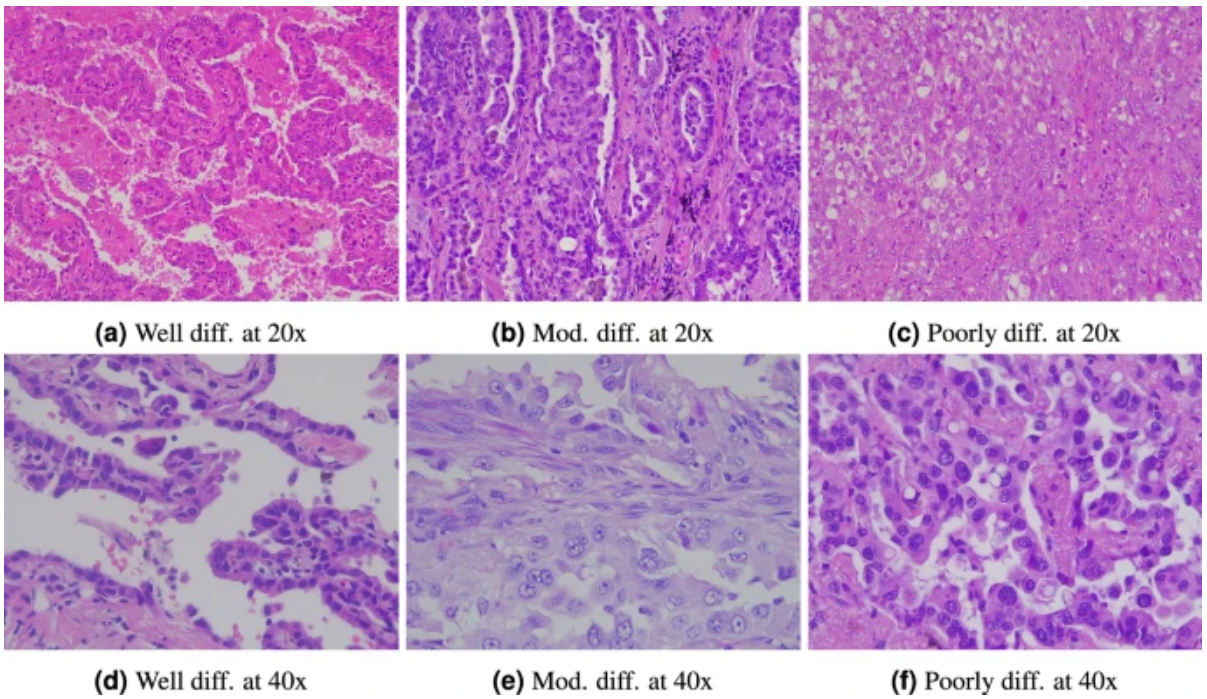 (a) Well diff. at 20x
(b) Mod. diff. at 20x
(c) Poorly diff. at 20x
(d) Well diff. at 40x
(e) Mod. diff. at 40x
(f) Poorly diff. at 40x